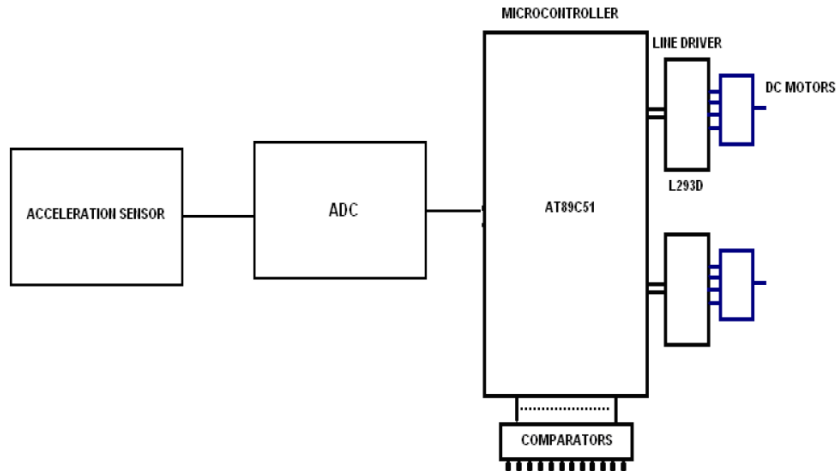 MICROCONTROLLER
LINE DRIVER
DC MOTORS
ACCELERATION SENSOR
ADC
AT89C51
L293D
COMPARATORS